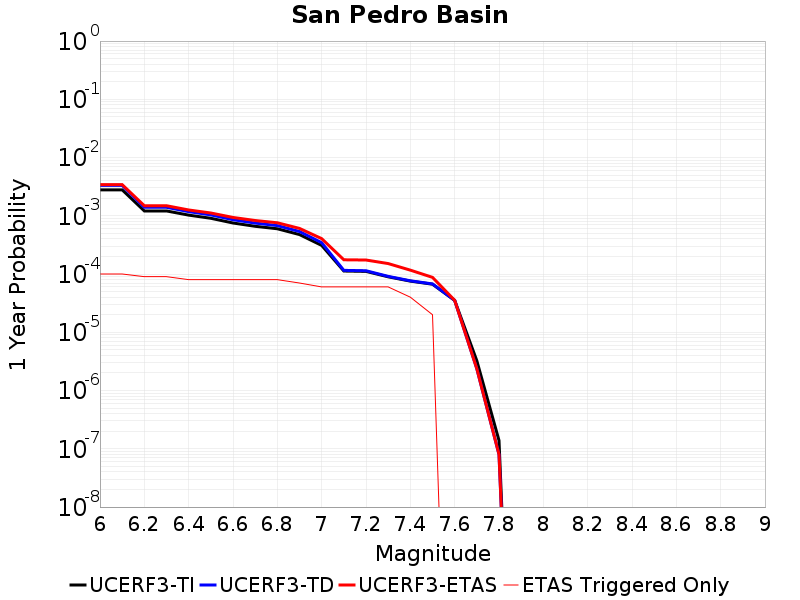 San Pedro Basin
1 Year Probability
10^0
10^-1
10^-2
10^-3
10^-4
10^-5
10^-6
10^-7
10^-8
6 6.2 6.4 6.6 6.8 7 7.2 7.4 7.6 7.8 8 8.2 8.4 8.6 8.8 9
Magnitude
UCERF3-TI UCERF3-TD UCERF3-ETAS ETAS Triggered Only